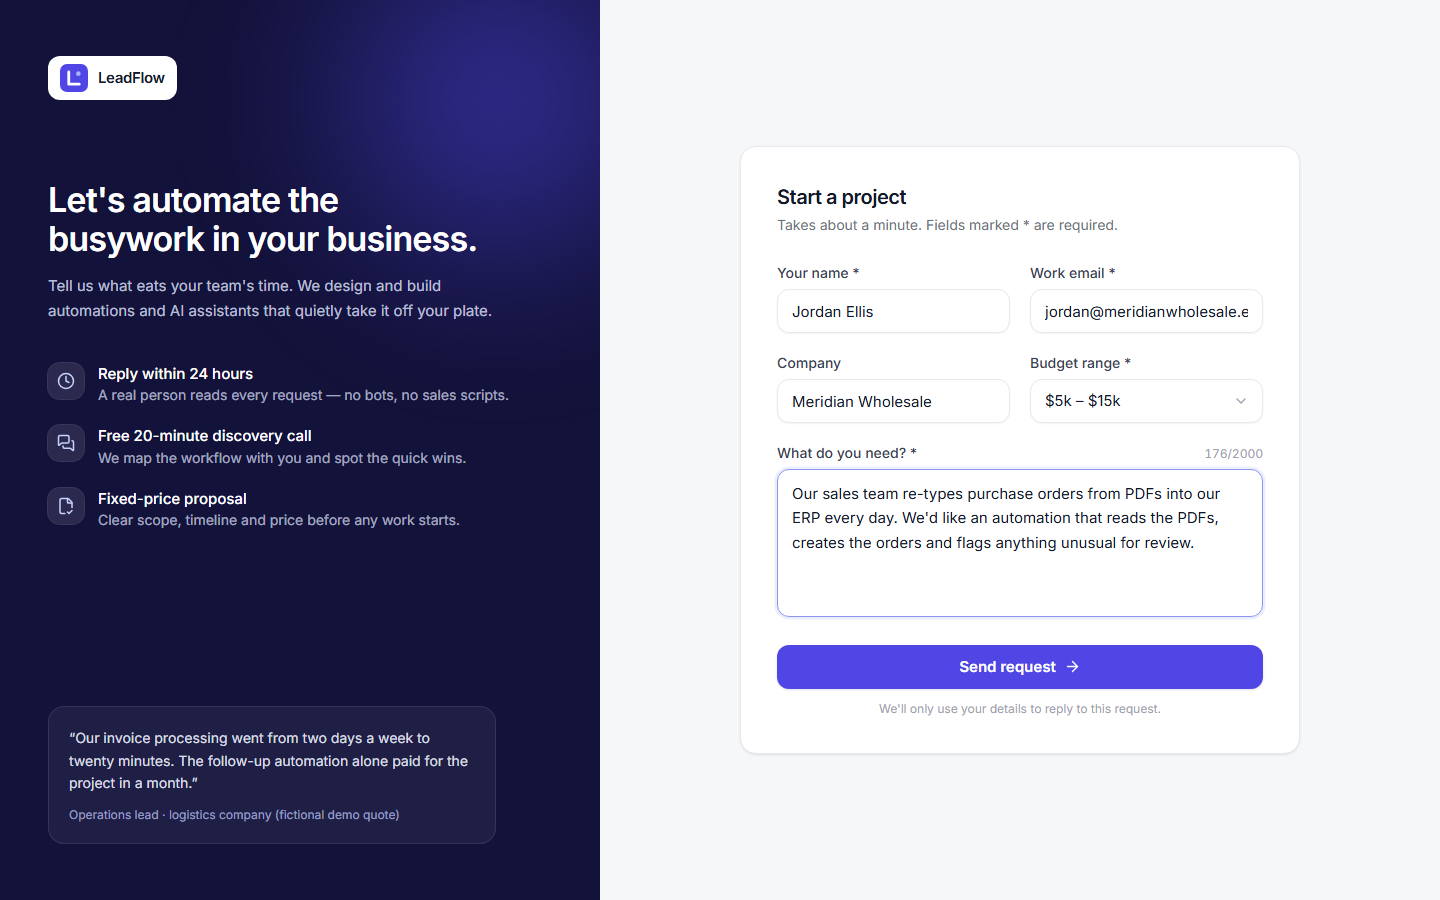 LeadFlow
Let's automate the
busywork in your business.
Tell us what eats your team's time. We design and build
automations and AI assistants that quietly take it off your plate.
Reply within 24 hours
A real person reads every request — no bots, no sales scripts.
Free 20-minute discovery call
We map the workflow with you and spot the quick wins.
Fixed-price proposal
Clear scope, timeline and price before any work starts.
“Our invoice processing went from two days a week to
twenty minutes. The follow-up automation alone paid for the
project in a month.”
Operations lead · logistics company (fictional demo quote)
Start a project
Takes about a minute. Fields marked * are required.
Your name *
Work email *
Jordan Ellis
jordan@meridianwholesale.e
Company
Budget range *
Meridian Wholesale
$5k – $15k
What do you need? *
176/2000
Our sales team re-types purchase orders from PDFs into our
ERP every day. We'd like an automation that reads the PDFs,
creates the orders and flags anything unusual for review.
Send request →
We'll only use your details to reply to this request.